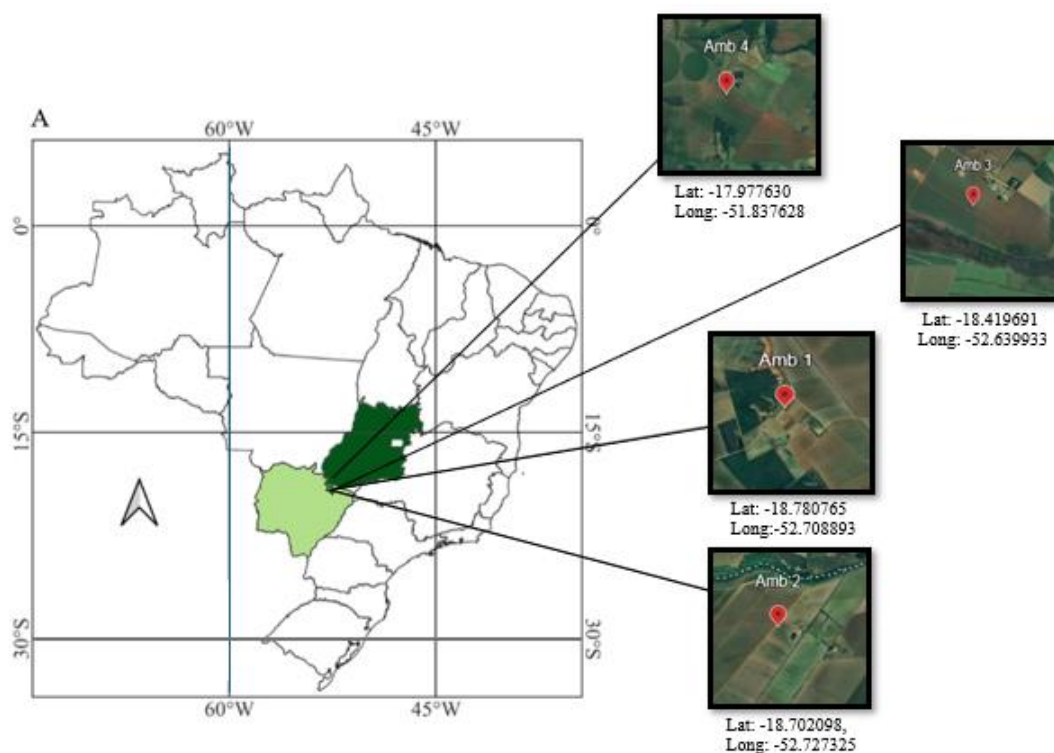 A
60°W 45°W
0° 0°
15°S 15°S
30°S 30°S
60°W 45°W
Amb 4
Lat: -17.977630
Long: -51.837628
Amb 3
Lat: -18.419691
Long: -52.639933
Amb 1
Lat: -18.780765
Long:-52.708893
Amb 2
Lat: -18.702098,
Long: -52.727325